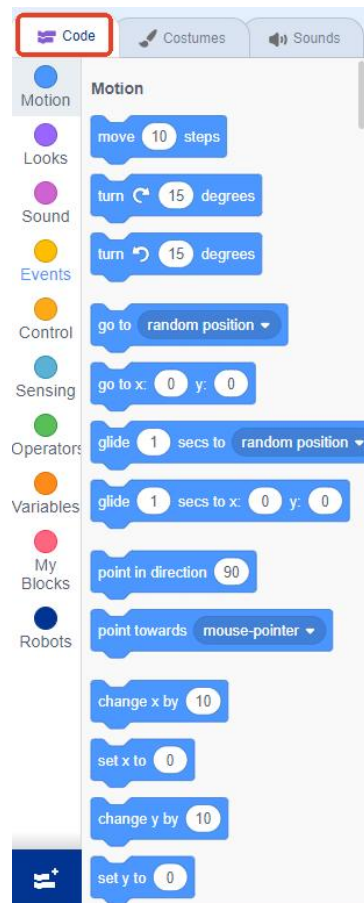 Code Costumes Sounds
Motion
Looks
Sound
Events
Control
Sensing
Operators
Variables
My
Blocks
Robots
Motion
move 10 steps
turn 15 degrees
turn 15 degrees
go to random position
go to x: 0 y: 0
glide 1 secs to random position
glide 1 secs to x: 0 y: 0
point in direction 90
point towards mouse-pointer
change x by 10
set x to 0
change y by 10
set y to 0